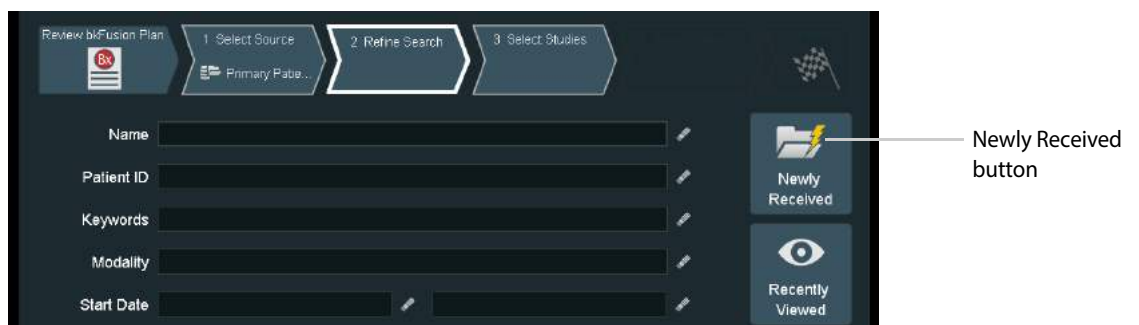 Review bkFusion Plan
Bx
1 Select Source
Primary Patie...
2 Refine Search
3 Select Studies
Name
Patient ID
Keywords
Modality
Start Date
Newly
Received
Recently
Viewed
Newly Received
button